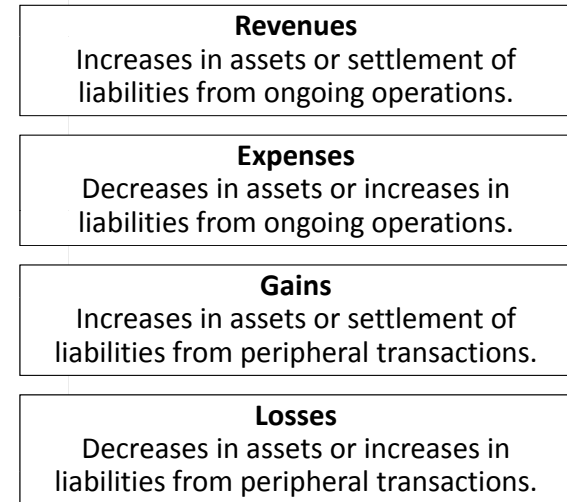 Revenues
Increases in assets or settlement of
liabilities from ongoing operations.
Expenses
Decreases in assets or increases in
liabilities from ongoing operations.
Gains
Increases in assets or settlement of
liabilities from peripheral transactions.
Losses
Decreases in assets or increases in
liabilities from peripheral transactions.